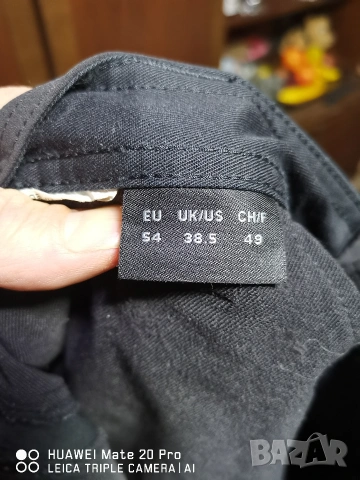 EU UK/US CH/F
54 38.5 49
HUAWEI Mate 20 Pro
LEICA TRIPLE CAMERA | AI
bazar